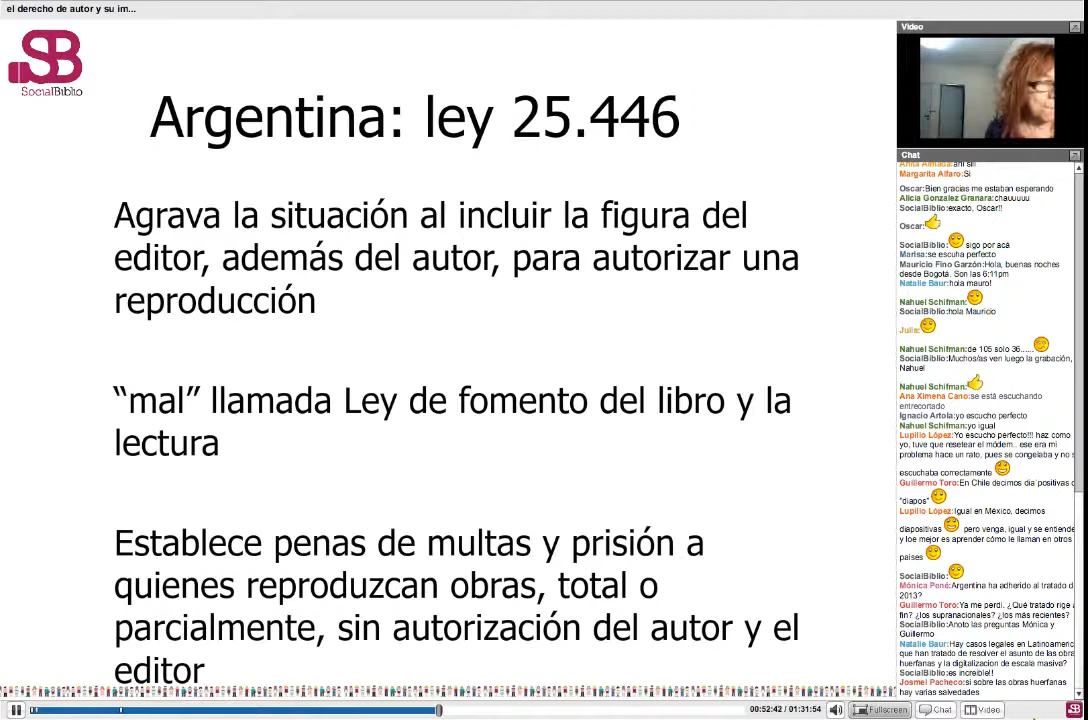 el derecho de autor y su im...
SB
SocialBiblio
Argentina: ley 25.446
Agrava la situación al incluir la figura del
editor, además del autor, para autorizar una
reproducción
“mal” llamada Ley de fomento del libro y la
lectura
Establece penas de multas y prisión a
quienes reproduzcan obras, total o
parcialmente, sin autorización del autor y el
editor
Video
Chat
Anna Almada:ahi siii
Margarita Alfaro:Si
Oscar:Bien gracias me estaban esperando
Alicia Gonzalez Granara:chauuuuu
SocialBiblio:exacto, Oscar!!
Oscar:
SocialBiblio: sigo por acá
Marisa:se escuha perfecto
Mauricio Fino Garzón:Hola, buenas noches
desde Bogotá. Son las 6:11pm
Natalie Baur:hola mauro!
Nahuel Schifman:
SocialBiblio:hola Mauricio
Julia:
Nahuel Schifman:de 105 solo 36......
SocialBiblio:Muchos/as ven luego la grabación,
Nahuel
Nahuel Schifman:
Ana Ximena Cano:se está escuchando
entrecortado
Ignacio Artola:yo escucho perfecto
Nahuel Schifman:yo igual
Lupilio López:Yo escucho perfecto!!! haz como
yo, tuve que resetear el módem.. ese era mi
problema hace un rato, pues se congelaba y no s
escuchaba correctamente
Guillermo Toro:En Chile decimos dia`positivas o
"diapos"
Lupilio López:Igual en México, decimos
diapositivas pero venga, igual y se entiende
y loe mejor es aprender cómo le llaman en otros
países
SocialBiblio:
Mónica Pené:Argentina ha adherido al tratado d
2013?
Guillermo Toro:Ya me perdí. ¿Qué tratado rige a
fin? ¿los supranacionales? ¿los más recientes?
SocialBiblio:Anoto las preguntas Mónica y
Guillermo
Natalie Baur:Hay casos legales en Latinoameric
que han tratado de resolver el asunto de las obra
huerfanas y la digitalizacion de escala masiva?
SocialBiblio:es increíble!!
Josmel Pacheco:si sobre las obras huerfanas
hay varias salvedades
00:52:42 / 01:31:54
Fullscreen
Chat
Video
SB